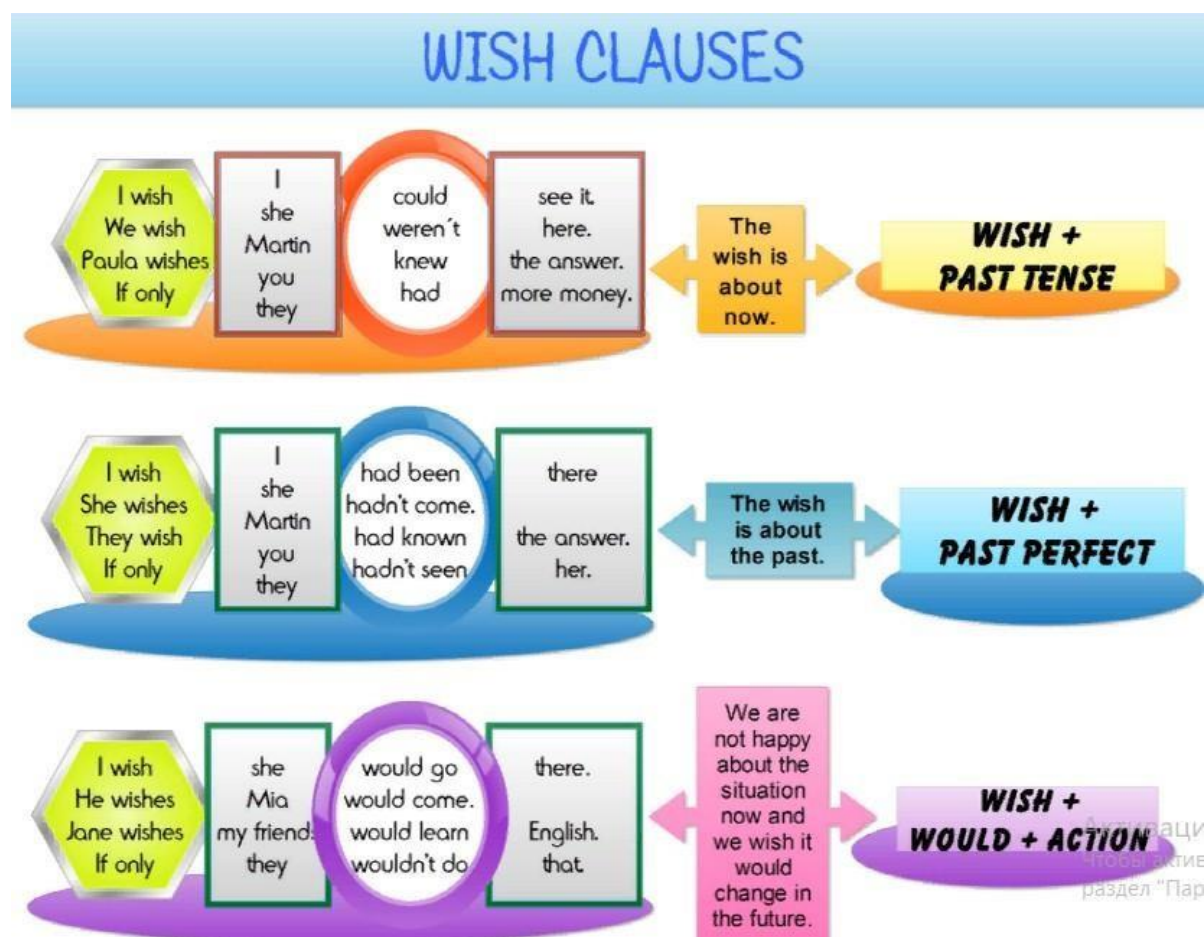 WISH CLAUSES
I wish
We wish
Paula wishes
If only
I
she
Martin
you
they
could
weren´t
knew
had
see it.
here.
the answer.
more money.
The
wish is
about
now.
WISH +
PAST TENSE
I wish
She wishes
They wish
If only
I
she
Martin
you
they
had been
hadn't come.
had known
hadn't seen
there
the answer.
her.
The wish
is about
the past.
WISH +
PAST PERFECT
I wish
He wishes
Jane wishes
If only
she
Mia
my friends
they
would go
would come.
would learn
wouldn't do
there.
English.
that.
We are
not happy
about the
situation
now and
we wish it
would
change in
the future.
WISH +
WOULD + ACTION
Активаци
Чтобы актив
раздел "Пар